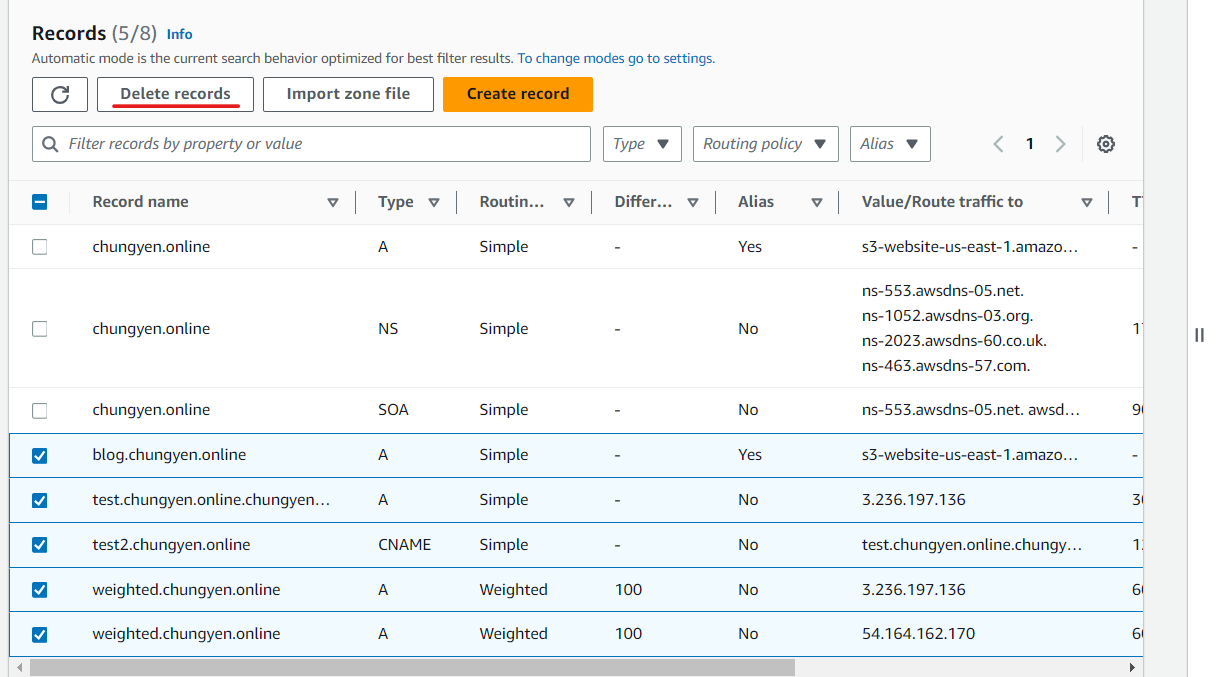 Records (5/8) Info
Automatic mode is the current search behavior optimized for best filter results. To change modes go to settings.
Delete records Import zone file Create record
Filter records by property or value Type Routing policy Alias 1
Record name Type Routin... Differ... Alias Value/Route traffic to
chungyen.online A Simple - Yes s3-website-us-east-1.amazo... -
ns-553.awsdns-05.net.
ns-1052.awsdns-03.org.
chungyen.online NS Simple - No
ns-2023.awsdns-60.co.uk.
ns-463.awsdns-57.com.
chungyen.online SOA Simple - No ns-553.awsdns-05.net. awsd...
blog.chungyen.online A Simple - Yes s3-website-us-east-1.amazo... -
test.chungyen.online.chungyen... A Simple - No 3.236.197.136
test2.chungyen.online CNAME Simple - No test.chungyen.online.chungy...
weighted.chungyen.online A Weighted 100 No 3.236.197.136
weighted.chungyen.online A Weighted 100 No 54.164.162.170